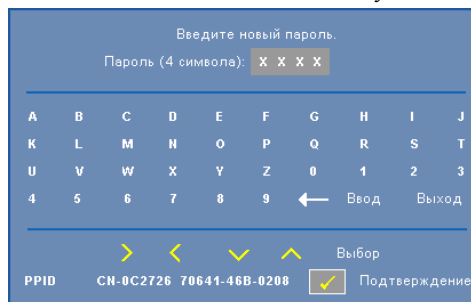 Введите новый пароль.
Пароль (4 символа): X X X X
A B C D E F G H I J
K L M N O P Q R S T
U V W X Y Z 0 1 2 3
4 5 6 7 8 9 ← Ввод Выход
Выбор
PPID CN-0C2726 70641-46B-0208 Подтверждение